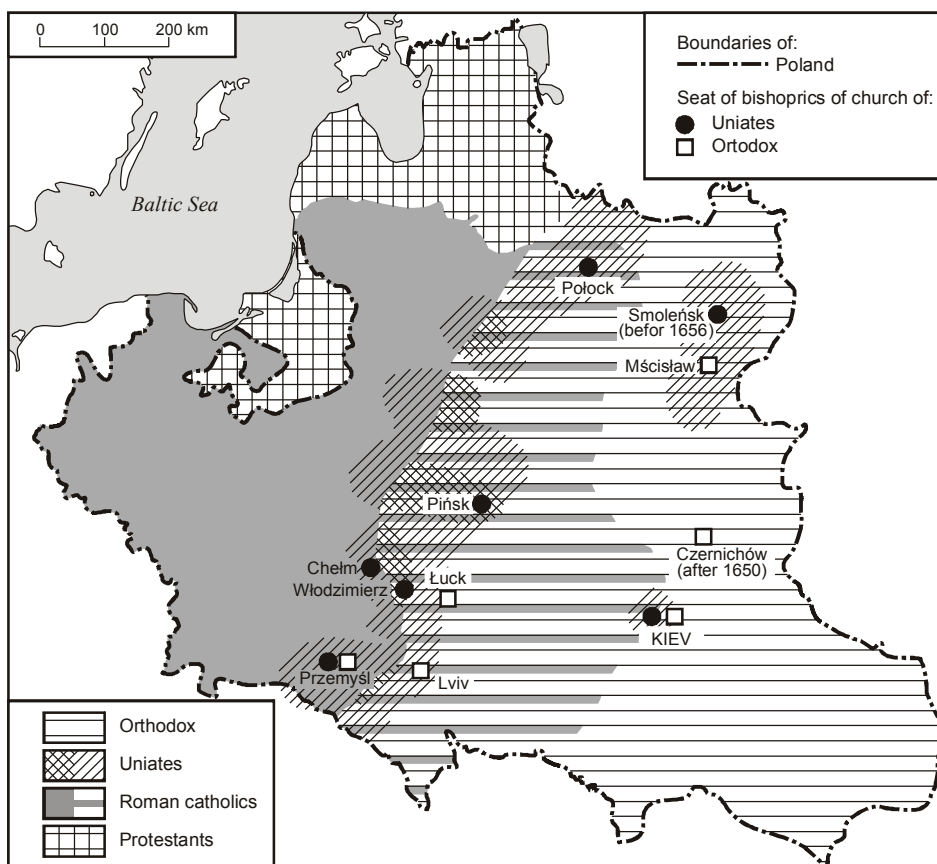 0 100 200 km
Boundaries of:
Poland
Seat of bishoprics of church of:
Uniates
Ortodox
Baltic Sea
Połock
Smoleńsk
(befor 1656)
Mścisław
Pińsk
Czernichów
(after 1650)
Chełm
Włodzimierz
Łuck
KIEV
Przemyśl
Lviv
Orthodox
Uniates
Roman catholics
Protestants